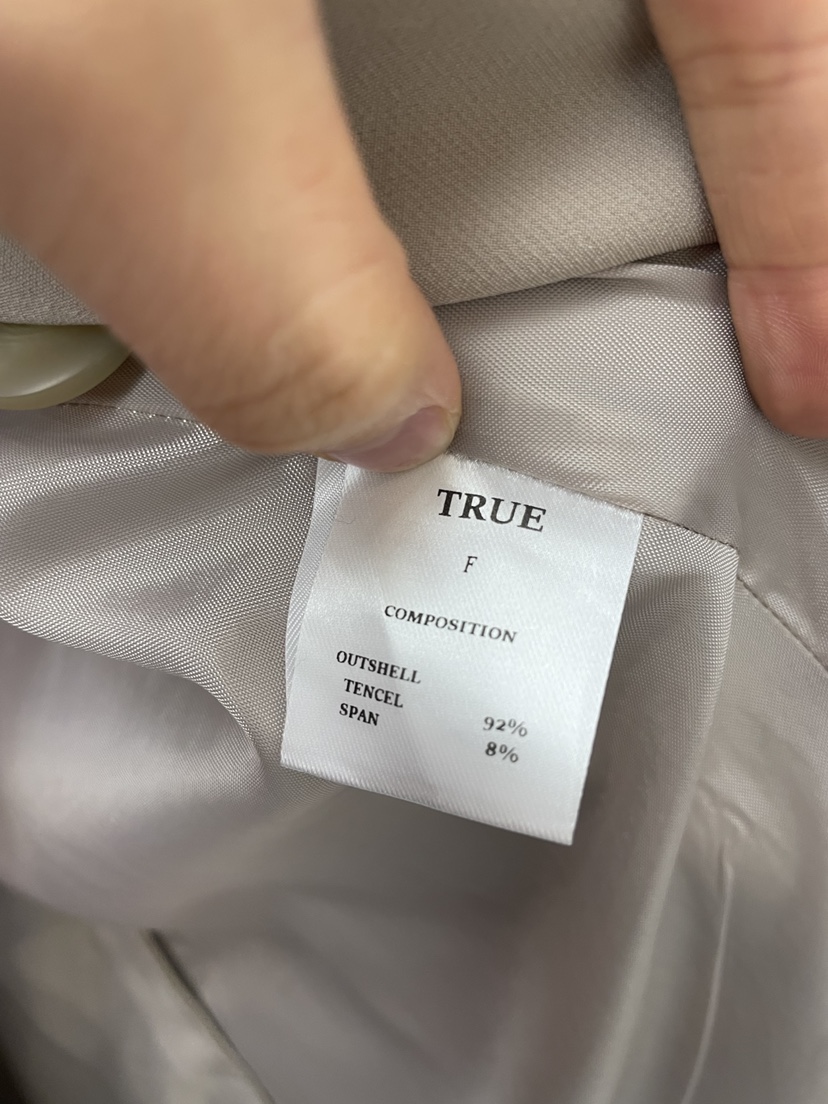 TRUE
F
COMPOSITION
OUTSHELL
TENCEL 92%
SPAN 8%